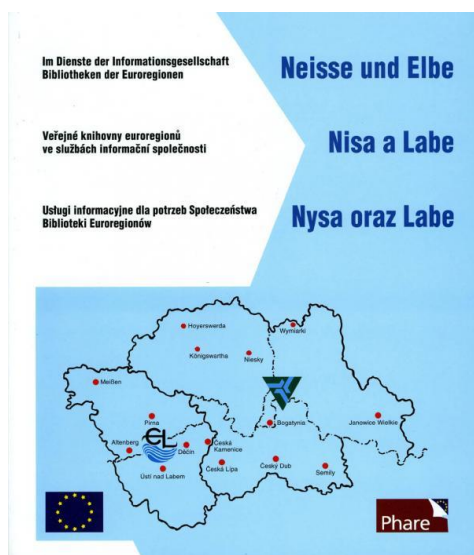 Im Dienste der Informationsgesellschaft
Bibliotheken der Euroregionen
Neisse und Elbe
Veřejné knihovny euroregionů
ve službách informační společnosti
Nisa a Labe
Usługi informacyjne dla potrzeb Społeczeństwa
Biblioteki Euroregionów
Nysa oraz Labe
Hoyerswerda
Wymiarki
Königswartha
Niesky
Meißen
Pirna
Bogatynia
Janowice Wielkie
EL
Altenberg
Děčín
Česká
Kamenice
Ústí nad Labem
Česká Lípa
Český Dub
Semily
Phare